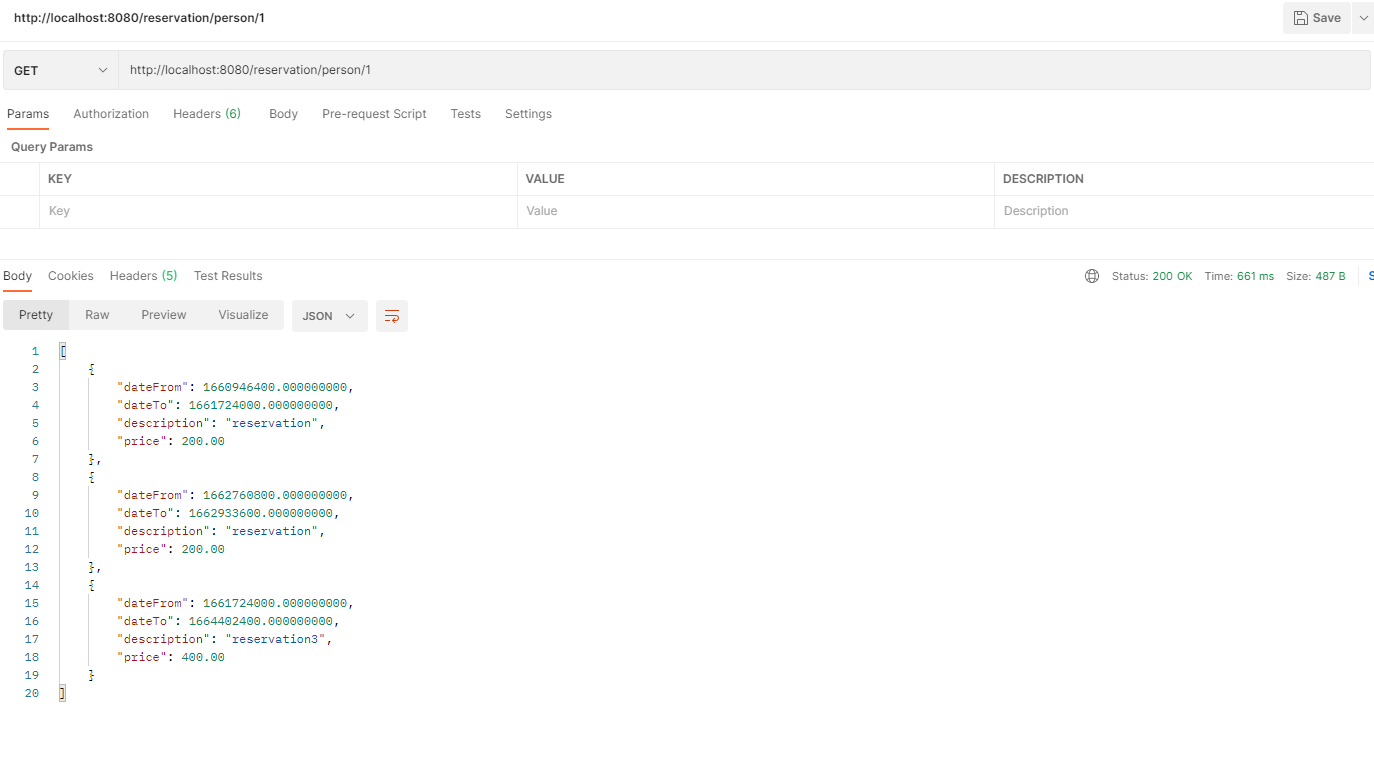 http://localhost:8080/reservation/person/1
Save
GET
http://localhost:8080/reservation/person/1
Params Authorization Headers (6) Body Pre-request Script Tests Settings
Query Params
KEY VALUE DESCRIPTION
Key Value Description
Body Cookies Headers (5) Test Results Status: 200 OK Time: 661 ms Size: 487 B
Pretty Raw Preview Visualize JSON
1 [
2 {
3 "dateFrom": 1660946400.000000000,
4 "dateTo": 1661724000.000000000,
5 "description": "reservation",
6 "price": 200.00
7 },
8 {
9 "dateFrom": 1662760800.000000000,
10 "dateTo": 1662933600.000000000,
11 "description": "reservation",
12 "price": 200.00
13 },
14 {
15 "dateFrom": 1661724000.000000000,
16 "dateTo": 1664402400.000000000,
17 "description": "reservation3",
18 "price": 400.00
19 }
20 ]